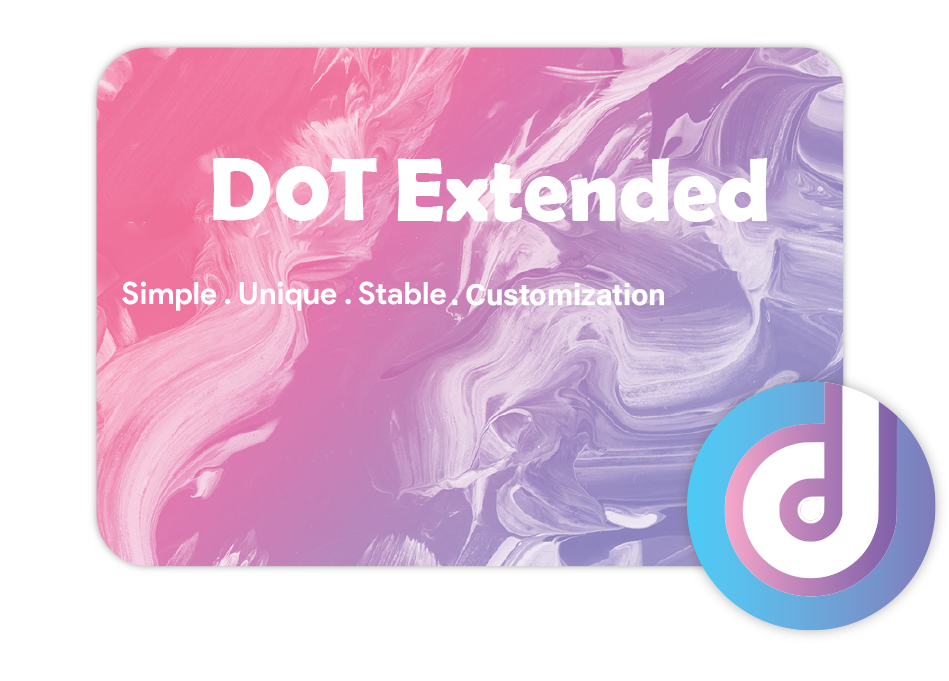 DoT Extended
Simple . Unique . Stable . Customization
d